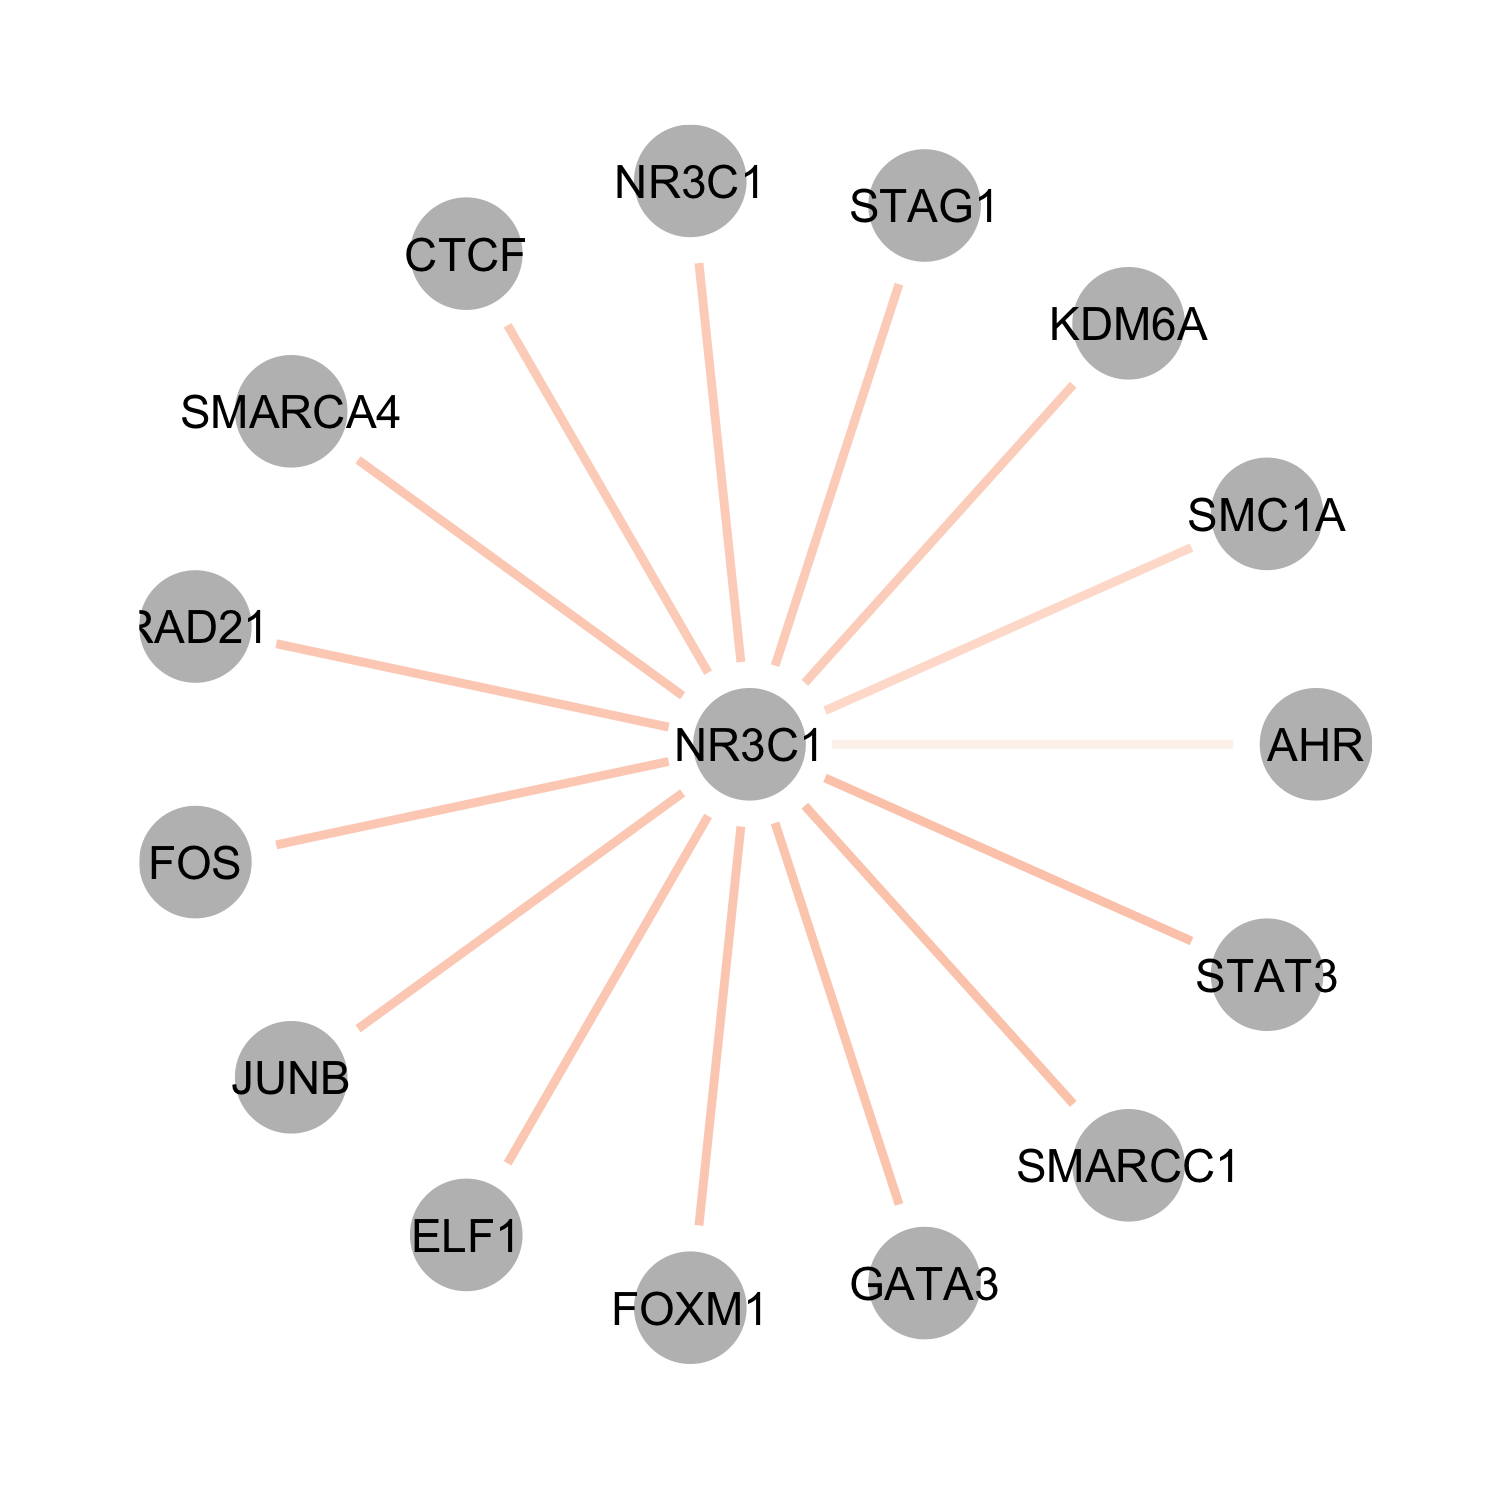 NR3C1
STAG1
CTCF
KDM6A
SMARCA4
SMC1A
RAD21
NR3C1
AHR
FOS
STAT3
JUNB
SMARCC1
ELF1
GATA3
FOXM1